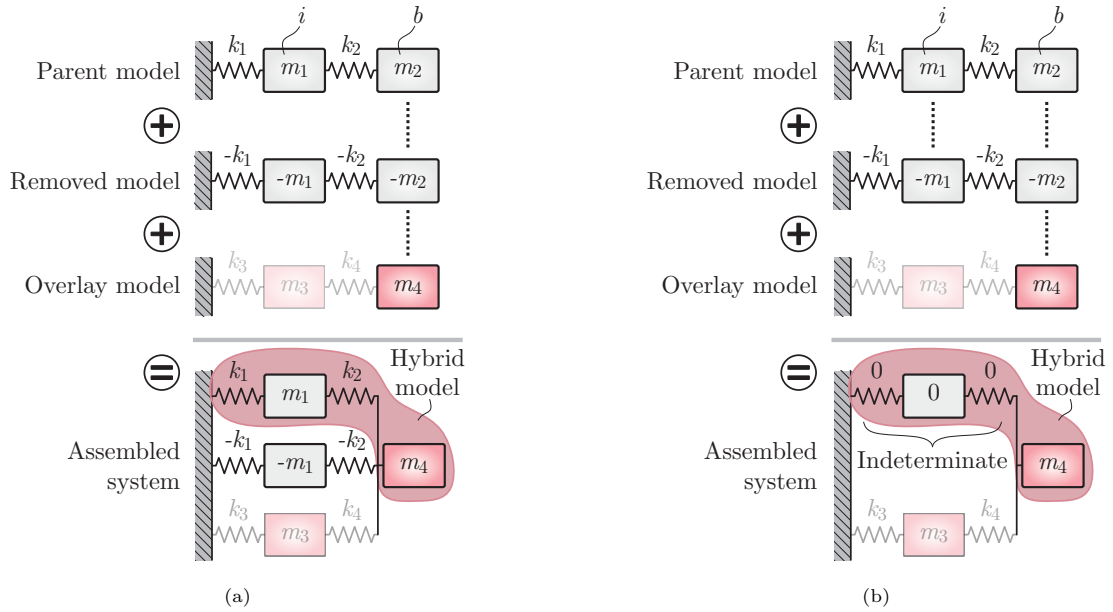 i b
k1 k2
Parent model m1 m2
-k1 -k2
Removed model -m1 -m2
k3 k4
Overlay model m3 m4
Hybrid
model
k1 k2
m1
-k1 -k2
Assembled
system
-m1 m4
k3 k4
m3
(a)
i b
k1 k2
Parent model m1 m2
-k1 -k2
Removed model -m1 -m2
k3 k4
Overlay model m3 m4
Hybrid
model
0 0
0
Assembled
system
Indeterminate m4
k3 k4
m3
(b)